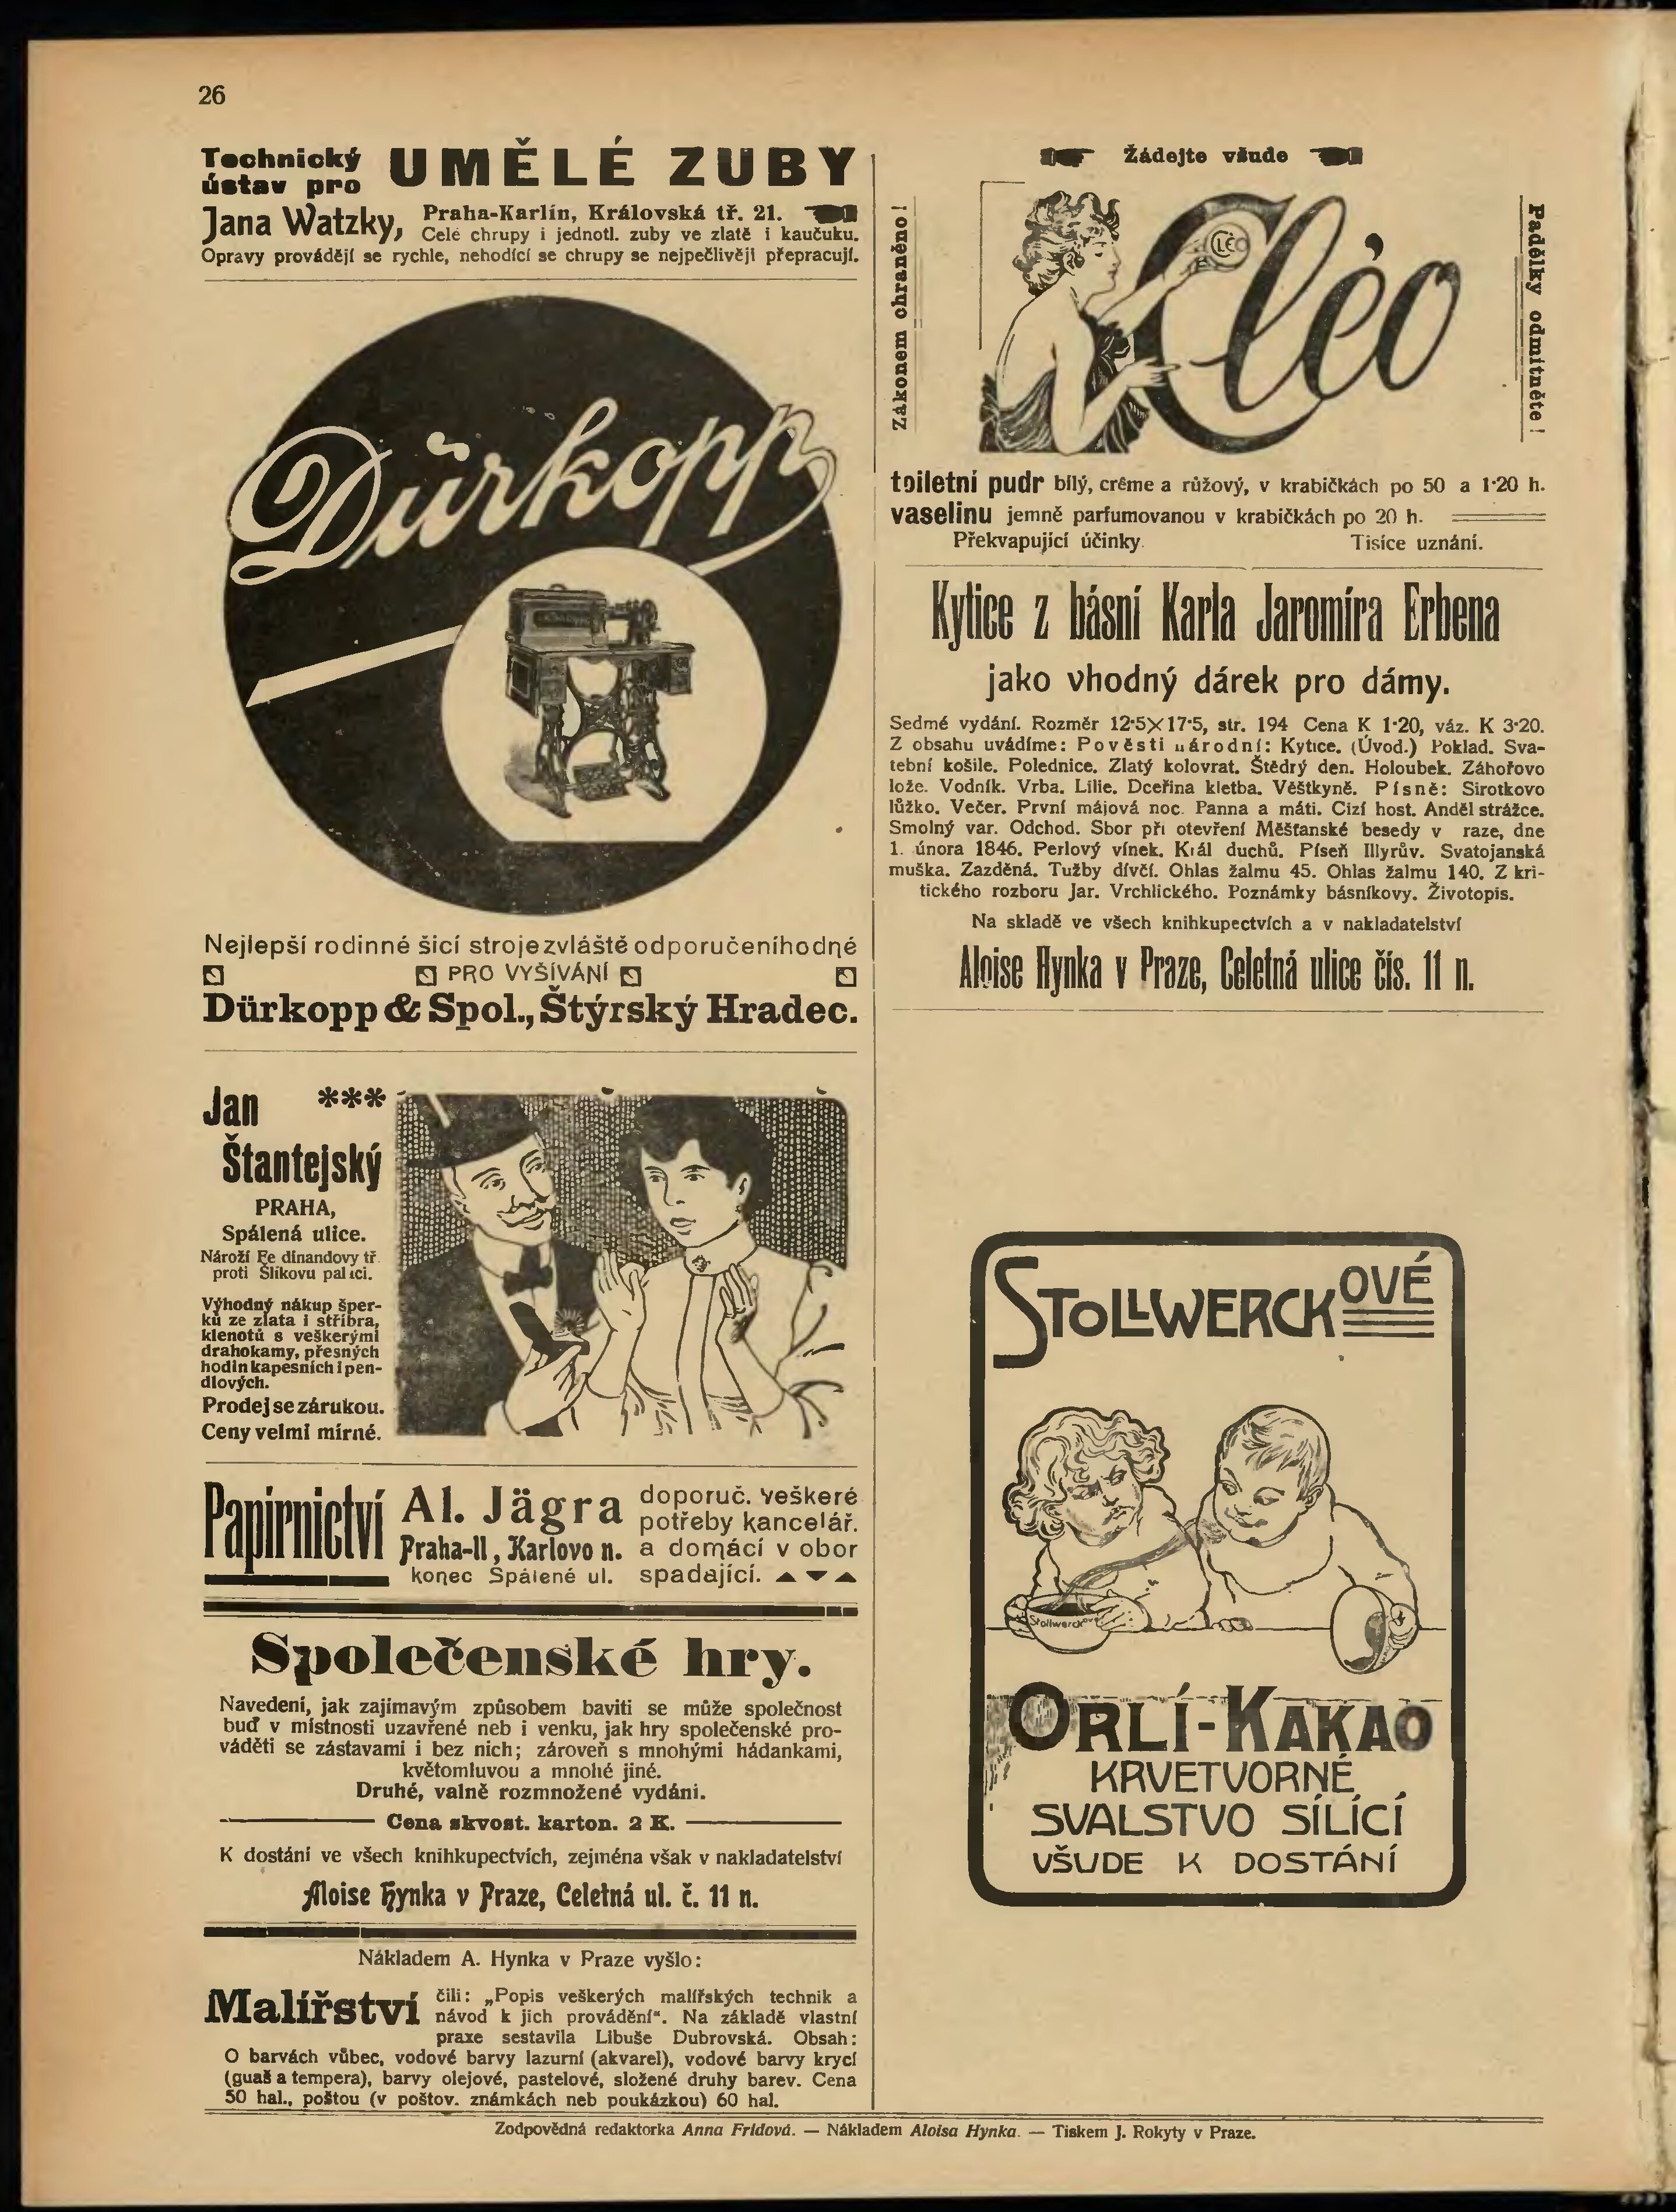 26
Technický
ústav pro
UMĚLÉ ZUBY
Jana Watzky,
Praha-Karlín, Královská tř. 21.
Celé chrupy i jednotl. zuby ve zlatě i kaučuku.
Opravy provádějí se rychle, nehodící se chrupy se nejpečlivěji přepracují.
Dürkopp
Nejlepší rodinné šicí stroje zvláště odporučeníhodné
PRO VYŠÍVÁNÍ
Dürkopp & Spol., Štýrský Hradec.
Jan ***
Štantejský
PRAHA,
Spálená ulice.
Nároží Fe dinandovy tř.
proti Šlikovu paláci.
Výhodný nákup šper-
ků ze zlata i stříbra,
klenotů s veškerými
drahokamy, přesných
hodin kapesních i pen-
dlových.
Prodej se zárukou.
Ceny velmi mírné.
Papírnictví
Al. Jägra
Praha-II, Karlovo n.
konec Spálené ul.
doporuč. veškeré
potřeby kancelář.
a domácí v obor
spadající.
Společenské hry.
Navedení, jak zajímavým způsobem baviti se může společnost
buď v místnosti uzavřené neb i venku, jak hry společenské pro-
váděti se zástavami i bez nich; zároveň s mnohými hádankami,
květomluvou a mnohé jiné.
Druhé, valně rozmnožené vydání.
Cena skvost. karton. 2 K.
K dostání ve všech knihkupectvích, zejména však v nakladatelství
Aloise Hynka v Praze, Celetná ul. č. 11 n.
Nákladem A. Hynka v Praze vyšlo:
Malířství
čili: „Popis veškerých malířských technik a
návod k jich provádění“. Na základě vlastní
praxe sestavila Libuše Dubrovská. Obsah:
O barvách vůbec, vodové barvy lazurní (akvarel), vodové barvy krycí
(guaš a tempera), barvy olejové, pastelové, složené druhy barev. Cena
50 hal., poštou (v poštov. známkách neb poukázkou) 60 hal.
Žádejte všude
Zákonem chraněno!
CLÉO
Cléo
Padělky odmítněte!
toiletní pudr bílý, crême a růžový, v krabičkách po 50 a 1·20 h.
vaselinu jemně parfumovanou v krabičkách po 20 h.
Překvapující účinky. Tisíce uznání.
Kytice z básní Karla Jaromíra Erbena
jako vhodný dárek pro dámy.
Sedmé vydání. Rozměr 12·5×17·5, str. 194 Cena K 1·20, váz. K 3·20.
Z obsahu uvádíme: Pověsti národní: Kytice. (Úvod.) Poklad. Sva-
tební košile. Polednice. Zlatý kolovrat. Štědrý den. Holoubek. Záhořovo
lože. Vodník. Vrba. Lilie. Dceřina kletba. Věštkyně. Písně: Sirotkovo
lůžko. Večer. První májová noc. Panna a máti. Cizí host. Anděl strážce.
Smolný var. Odchod. Sbor při otevření Měšťanské besedy v raze, dne
1. února 1846. Perlový vínek. Král duchů. Píseň Illyrův. Svatojanská
muška. Zazděná. Tužby dívčí. Ohlas žalmu 45. Ohlas žalmu 140. Z kri-
tického rozboru Jar. Vrchlického. Poznámky básníkovy. Životopis.
Na skladě ve všech knihkupectvích a v nakladatelství
Aloise Hynka v Praze, Celetná ulice čís. 11 n.
STOLLWERCKOVÉ
Stollwerckové
ORLÍ-KAKAO
KRVETVORNÉ,
SVALSTVO SÍLÍCÍ
VŠUDE K DOSTÁNÍ
Zodpovědná redaktorka Anna Frídová. — Nákladem Aloisa Hynka. — Tiskem J. Rokyty v Praze.